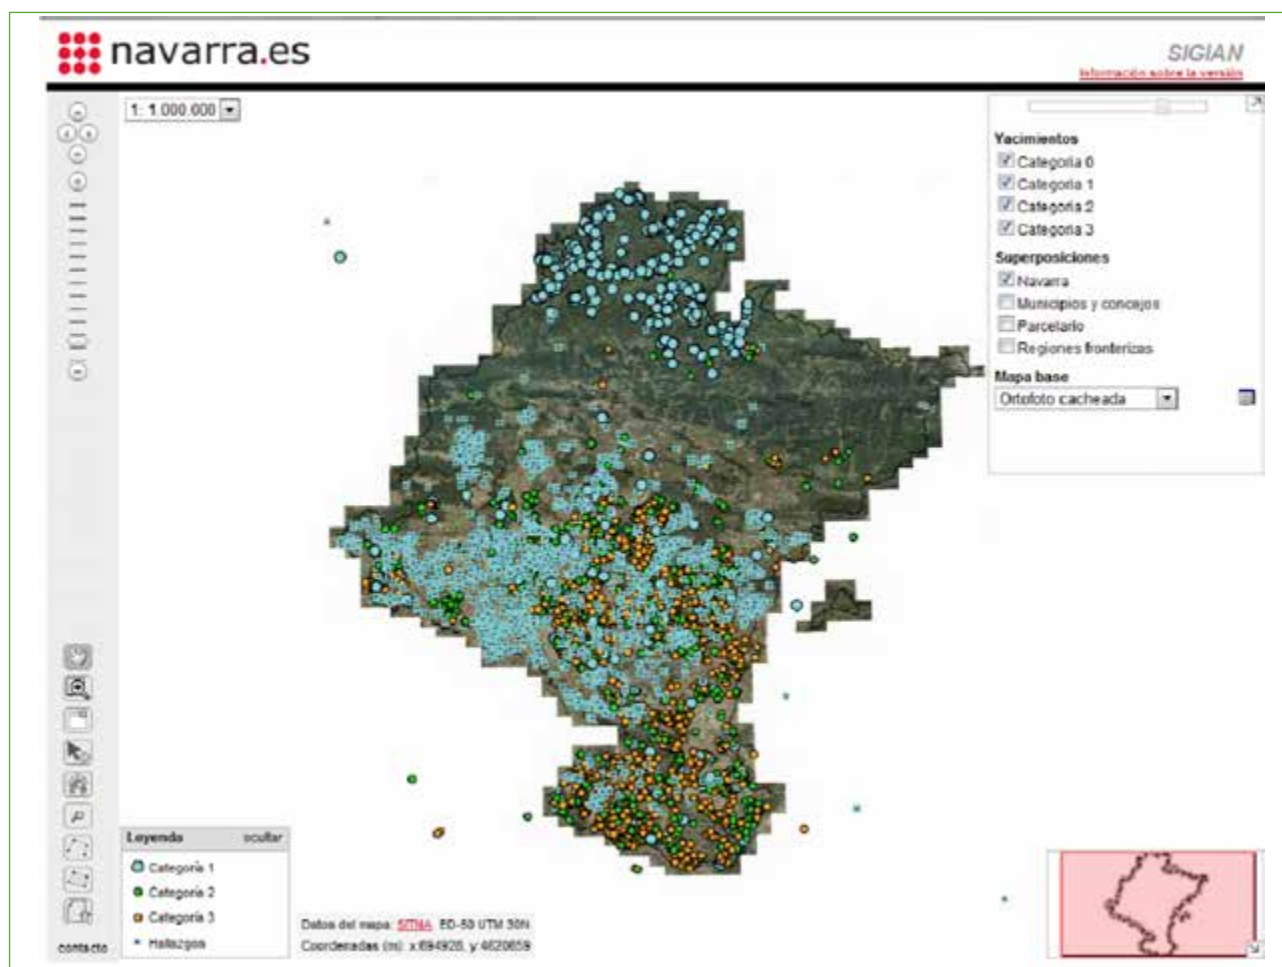 navarra.es
SIGIAN
Información sobre la versión
1: 1.000.000
Yacimientos
Categoría 0
Categoría 1
Categoría 2
Categoría 3
Superposiciones
Navarra
Municipios y concejos
Parcelario
Regiones fronterizas
Mapa base
Ortofoto cacheada
Leyenda ocultar
Categoría 1
Categoría 2
Categoría 3
Hallazgos
Datos del mapa: SITNA ED-50 UTM 30N
Coordenadas (m): x:694928, y:4620659
contacto